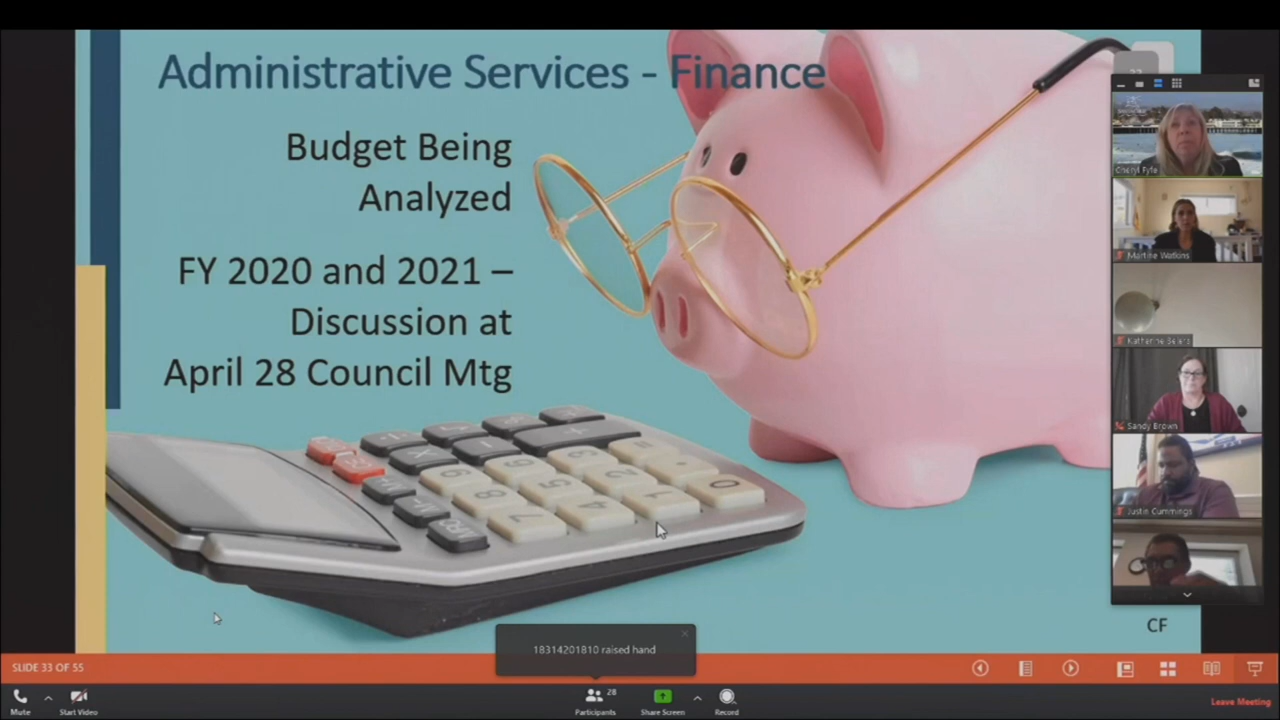 Administrative Services - Finance
Budget Being
Analyzed
FY 2020 and 2021 –
Discussion at
April 28 Council Mtg
Cheryl Fyfe
Martine Watkins
Katherine Beiers
Sandy Brown
Justin Cummings
CF
18314201810 raised hand
SLIDE 33 OF 55
Mute
Start Video
28
Participants
Share Screen
Record
Leave Meeting